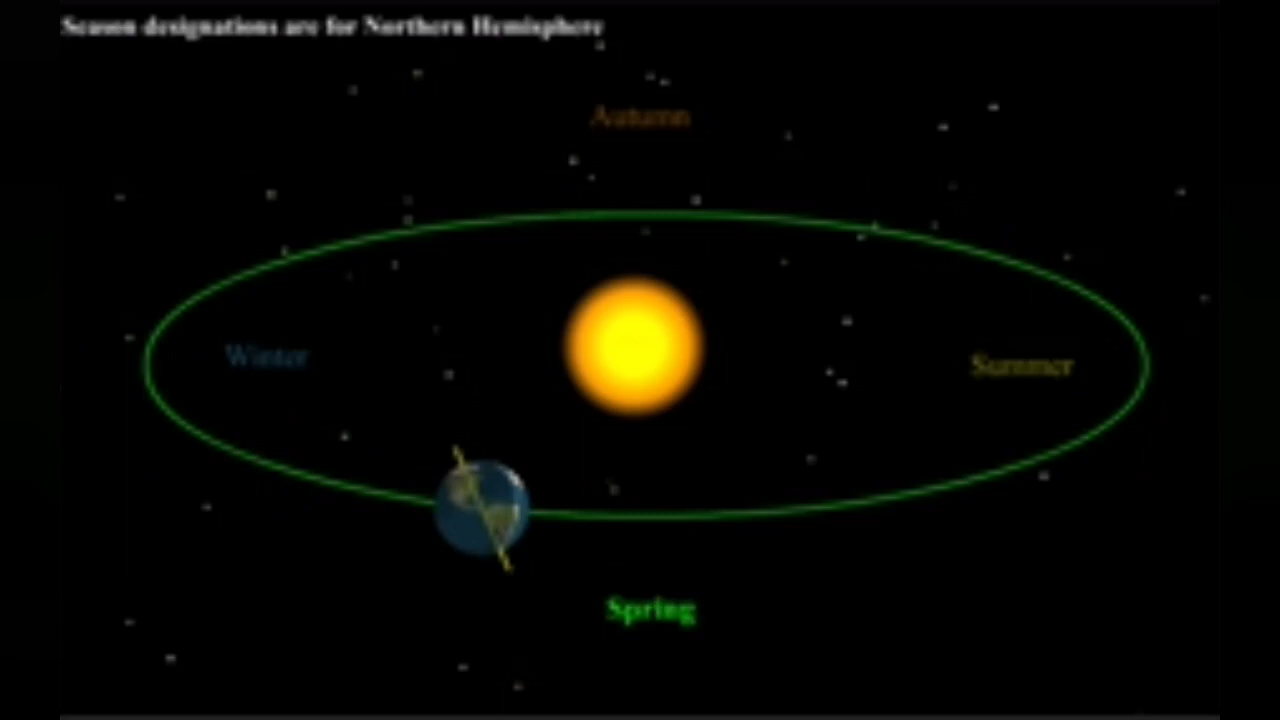 Season designations are for Northern Hemisphere
Autumn
Winter
Summer
Spring